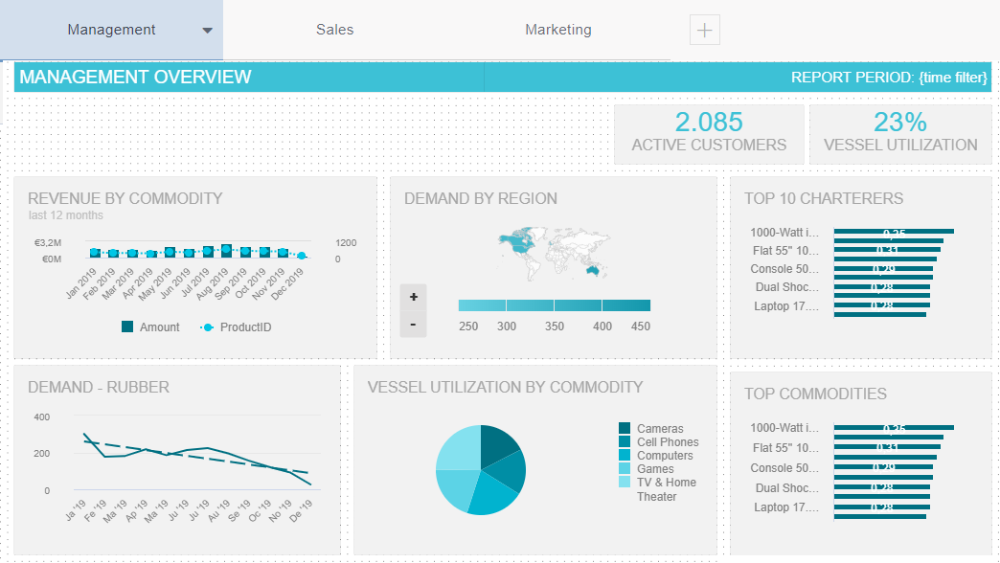 Management
Sales
Marketing
MANAGEMENT OVERVIEW
REPORT PERIOD: {time filter}
2.085
ACTIVE CUSTOMERS
23%
VESSEL UTILIZATION
REVENUE BY COMMODITY
last 12 months
€3,2M
€0M
1200
0
Jan 2019
Feb 2019
Mar 2019
Apr 2019
May 2019
Jun 2019
Jul 2019
Aug 2019
Sep 2019
Oct 2019
Nov 2019
Dec 2019
Amount
ProductID
DEMAND BY REGION
+
-
250 300 350 400 450
TOP 10 CHARTERERS
1000-Watt i... 0,35
Flat 55" 10... 0,31
Console 50... 0,29
Dual Shoc... 0,28
Laptop 17.... 0,28
DEMAND - RUBBER
400
200
0
Ja '19
Fe '19
Ma '19
Ap '19
Ma '19
Ju '19
Ju '19
Au '19
Se '19
Oc '19
No '19
De '19
VESSEL UTILIZATION BY COMMODITY
Cameras
Cell Phones
Computers
Games
TV & Home
Theater
TOP COMMODITIES
1000-Watt i... 0,35
Flat 55" 10... 0,31
Console 50... 0,29
Dual Shoc... 0,28
Laptop 17.... 0,28